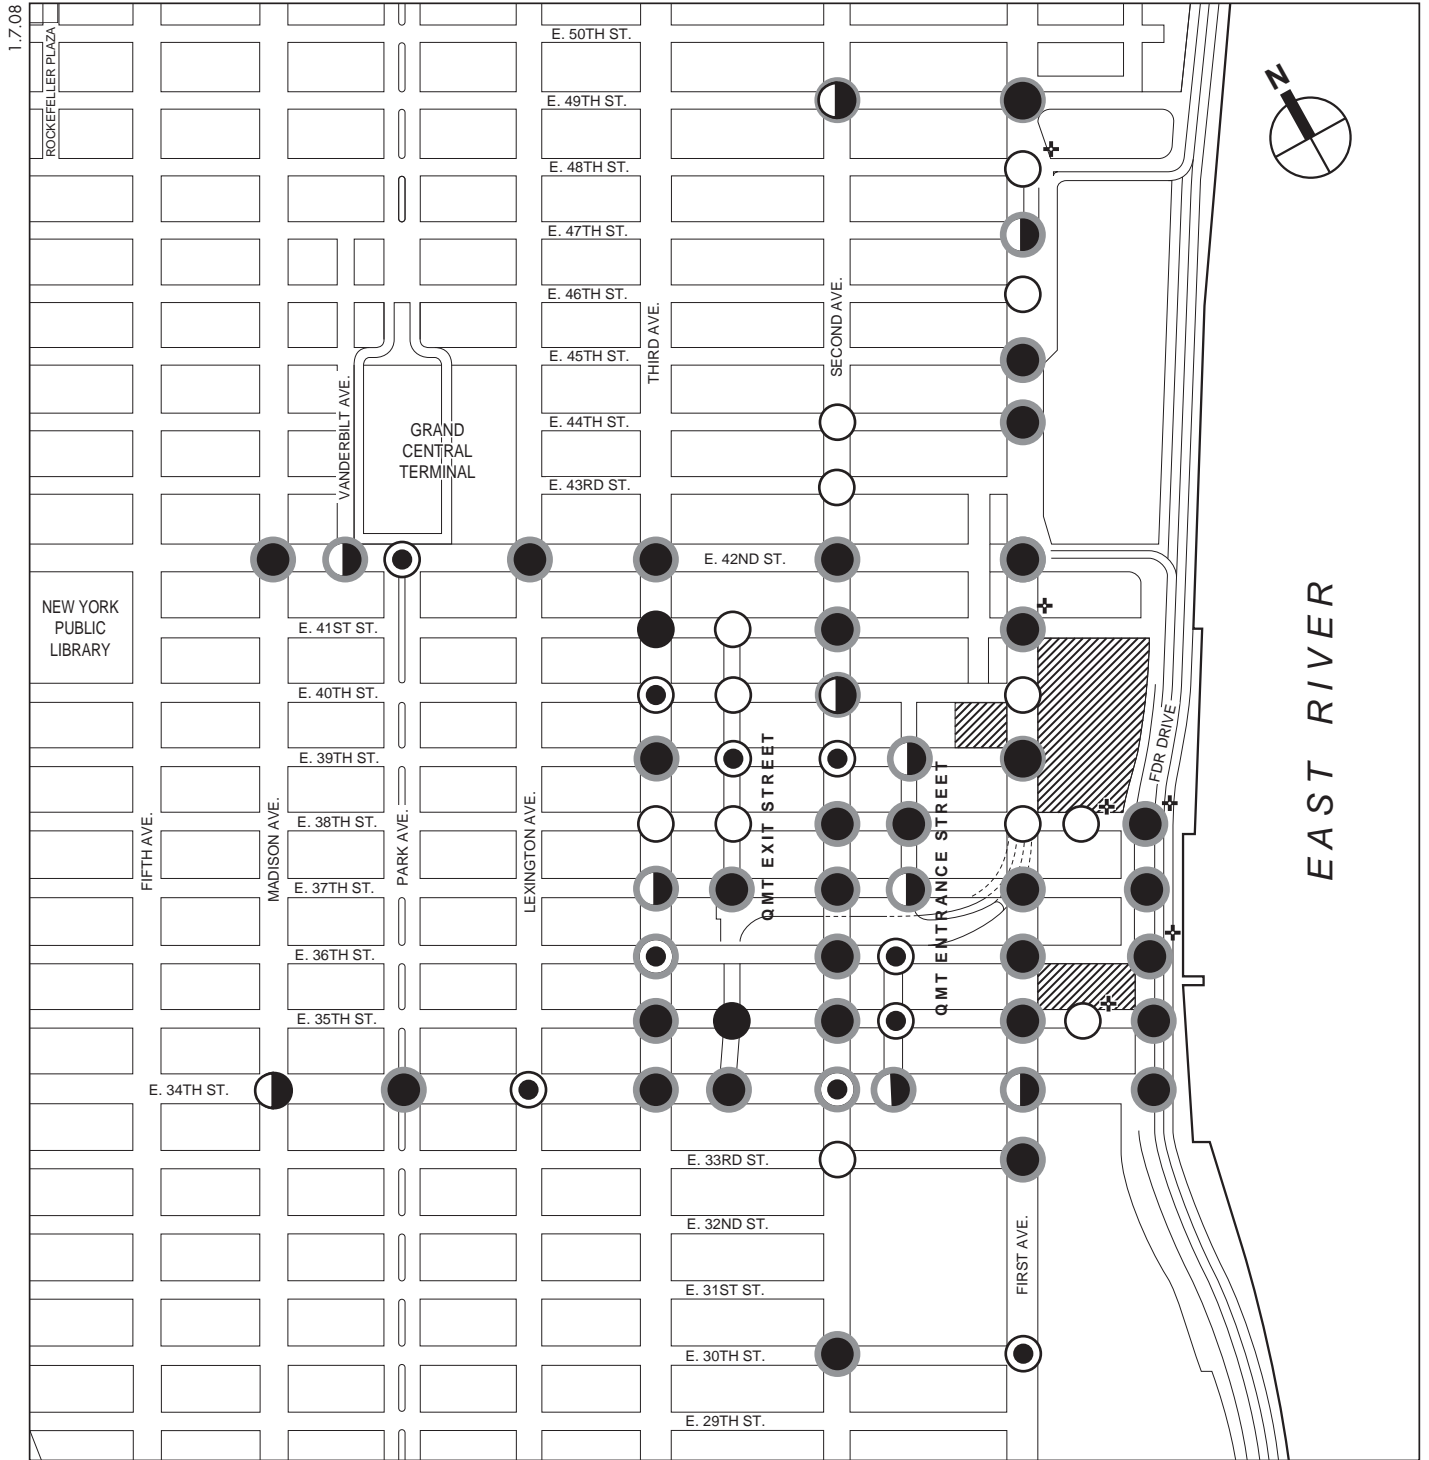 1.7.08
ROCKEFELLER PLAZA
E. 50TH ST.
E. 49TH ST.
N
E. 48TH ST.
E. 47TH ST.
E. 46TH ST.
THIRD AVE.
SECOND AVE.
E. 45TH ST.
VANDERBILT AVE.
GRAND
CENTRAL
TERMINAL
E. 44TH ST.
E. 43RD ST.
E. 42ND ST.
NEW YORK
PUBLIC
LIBRARY
E. 41ST ST.
E. 40TH ST.
E. 39TH ST.
QMT EXIT STREET
QMT ENTRANCE STREET
FDR DRIVE
EAST RIVER
FIFTH AVE.
MADISON AVE.
PARK AVE.
LEXINGTON AVE.
E. 38TH ST.
E. 37TH ST.
E. 36TH ST.
E. 35TH ST.
E. 34TH ST.
E. 33RD ST.
E. 32ND ST.
FIRST AVE.
E. 31ST ST.
E. 30TH ST.
E. 29TH ST.